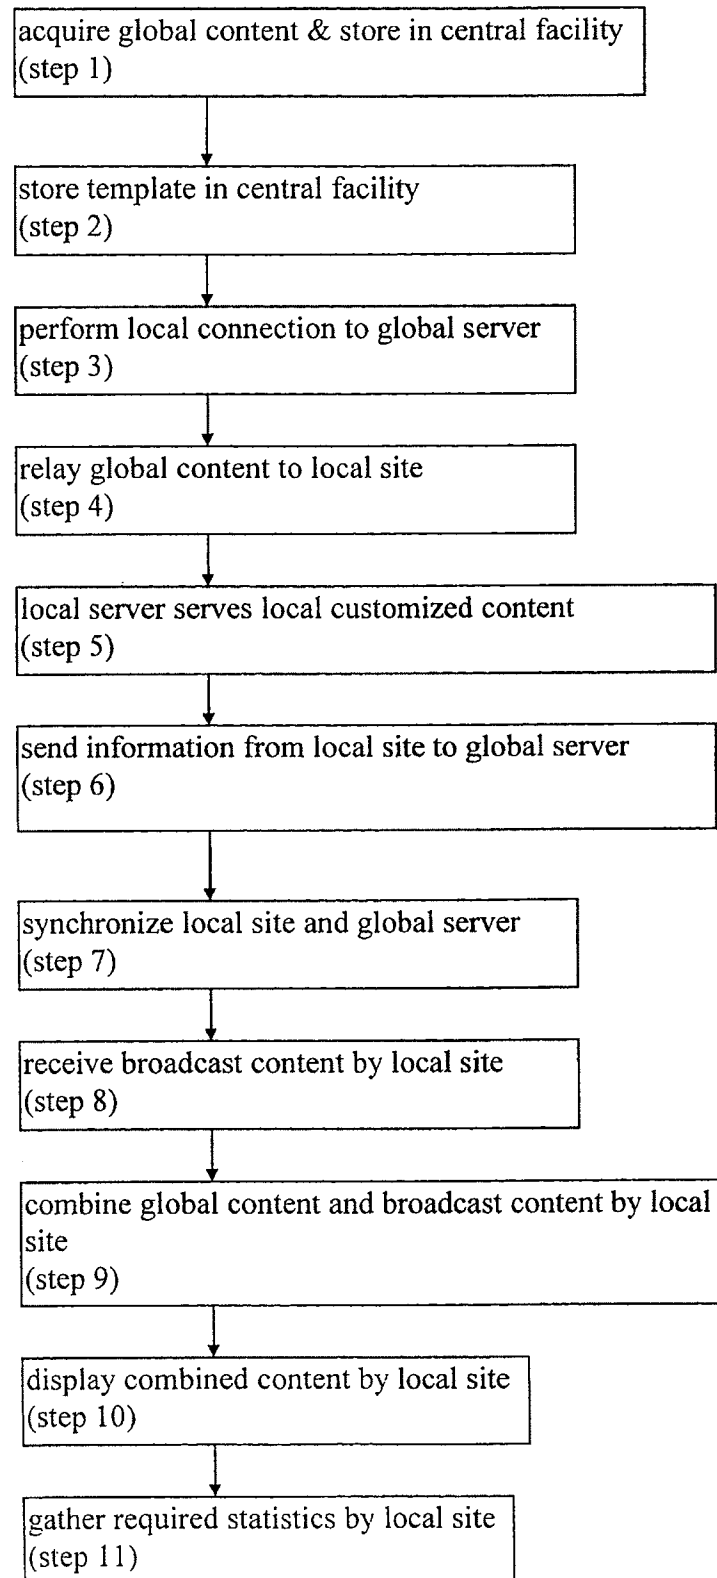 acquire global content & store in central facility
(step 1)
store template in central facility
(step 2)
perform local connection to global server
(step 3)
relay global content to local site
(step 4)
local server serves local customized content
(step 5)
send information from local site to global server
(step 6)
synchronize local site and global server
(step 7)
receive broadcast content by local site
(step 8)
combine global content and broadcast content by local
site
(step 9)
display combined content by local site
(step 10)
gather required statistics by local site
(step 11)